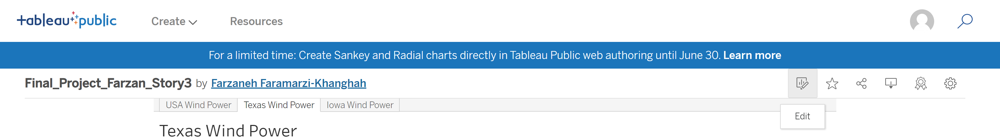 tableau public Create Resources
For a limited time: Create Sankey and Radial charts directly in Tableau Public web authoring until June 30. Learn more
Final_Project_Farzan_Story3 by Farzaneh Faramarzi-Khanghah
USA Wind Power Texas Wind Power Iowa Wind Power
Edit
Texas Wind Power